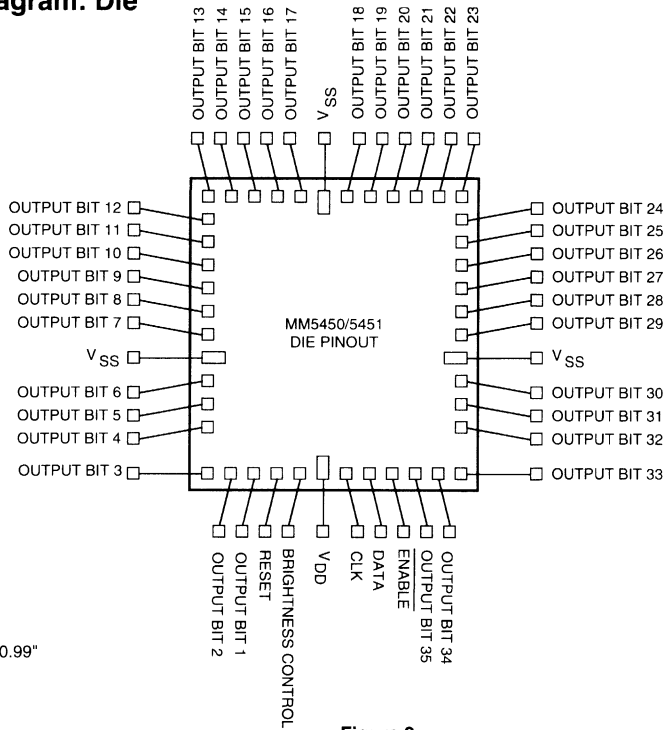 agram: Die
OUTPUT BIT 13
OUTPUT BIT 14
OUTPUT BIT 15
OUTPUT BIT 16
OUTPUT BIT 17
VSS
OUTPUT BIT 18
OUTPUT BIT 19
OUTPUT BIT 20
OUTPUT BIT 21
OUTPUT BIT 22
OUTPUT BIT 23
OUTPUT BIT 12
OUTPUT BIT 11
OUTPUT BIT 10
OUTPUT BIT 9
OUTPUT BIT 8
OUTPUT BIT 7
VSS
OUTPUT BIT 6
OUTPUT BIT 5
OUTPUT BIT 4
OUTPUT BIT 3
MM5450/5451
DIE PINOUT
OUTPUT BIT 24
OUTPUT BIT 25
OUTPUT BIT 26
OUTPUT BIT 27
OUTPUT BIT 28
OUTPUT BIT 29
VSS
OUTPUT BIT 30
OUTPUT BIT 31
OUTPUT BIT 32
OUTPUT BIT 33
OUTPUT BIT 2
OUTPUT BIT 1
RESET
BRIGHTNESS CONTROL
VDD
CLK
DATA
ENABLE
OUTPUT BIT 35
OUTPUT BIT 34
0.99"
Figure